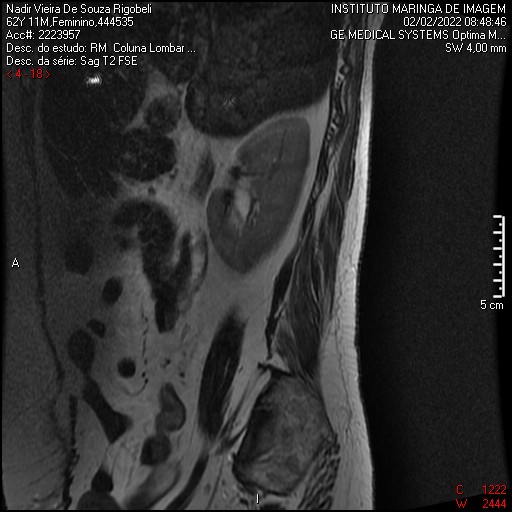 Nadir Vieira De Souza Rigobeli
62Y 11M,Feminino,444535
Acc#: 2223957
Desc. do estudo: RM Coluna Lombar ...
Desc. da série: Sag T2 FSE
< 4 - 18 >
INSTITUTO MARINGA DE IMAGEM
02/02/2022 08:48:46
GE MEDICAL SYSTEMS Optima M...
SW 4,00 mm
A
5 cm
I
C 1222
W 2444